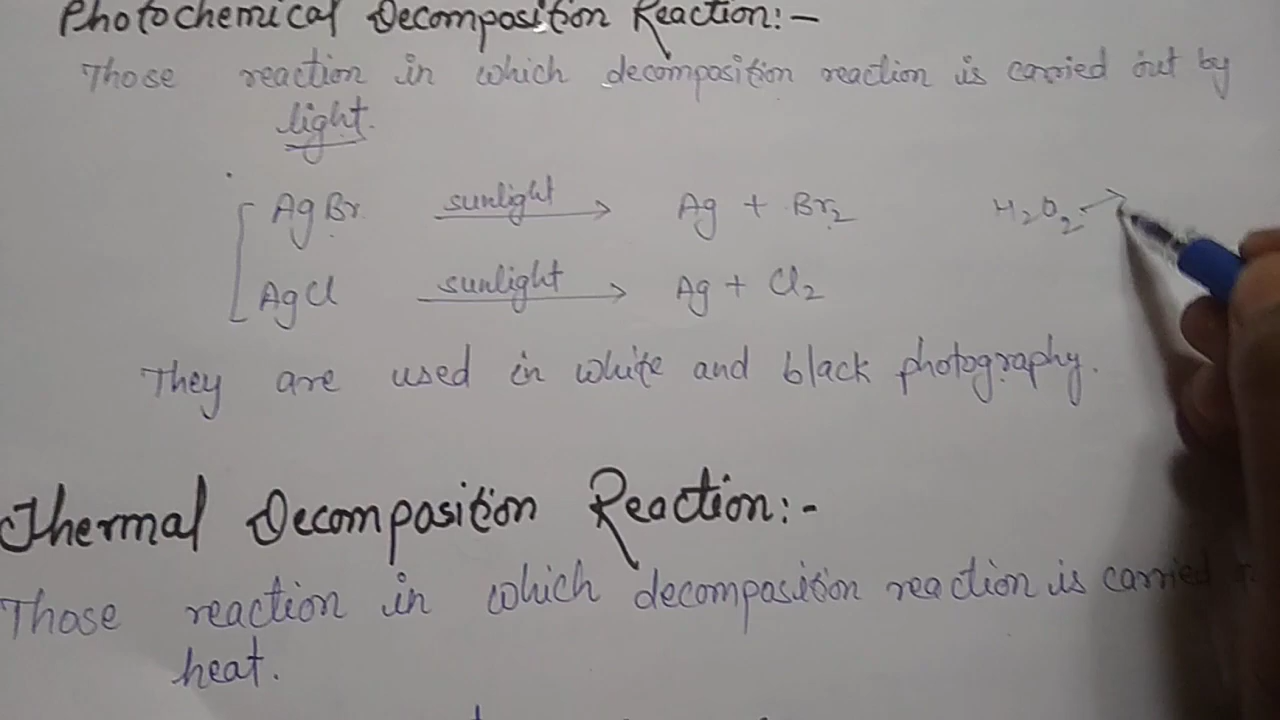 Photochemical Decomposition Reaction:-
Those reaction in which decomposition reaction is carried out by
light.
AgBr sunlight → Ag + Br₂ H₂O₂ →
AgCl sunlight → Ag + Cl₂
They are used in white and black photography.
Thermal Decomposition Reaction:-
Those reaction in which decomposition reaction is carried
heat.